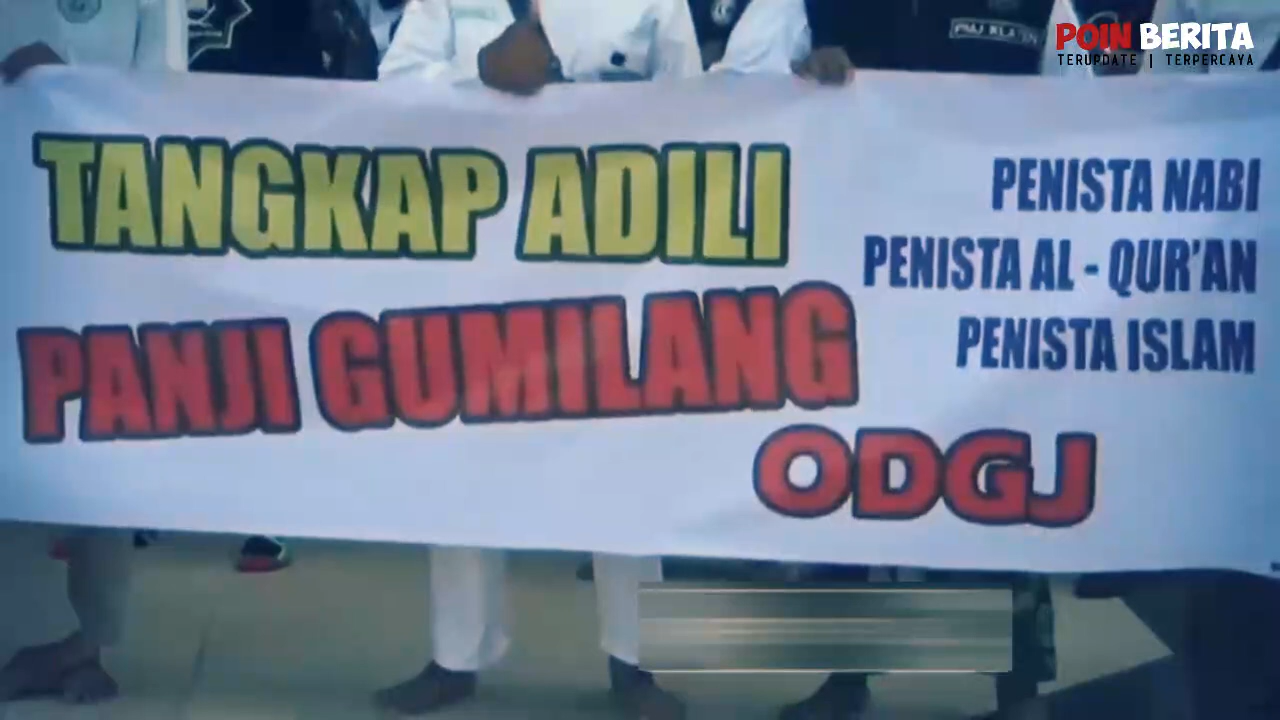 POIN BERITA
TERUPDATE | TERPERCAYA
TANGKAP ADILI
PANJI GUMILANG
ODGJ
PENISTA NABI
PENISTA AL - QUR'AN
PENISTA ISLAM